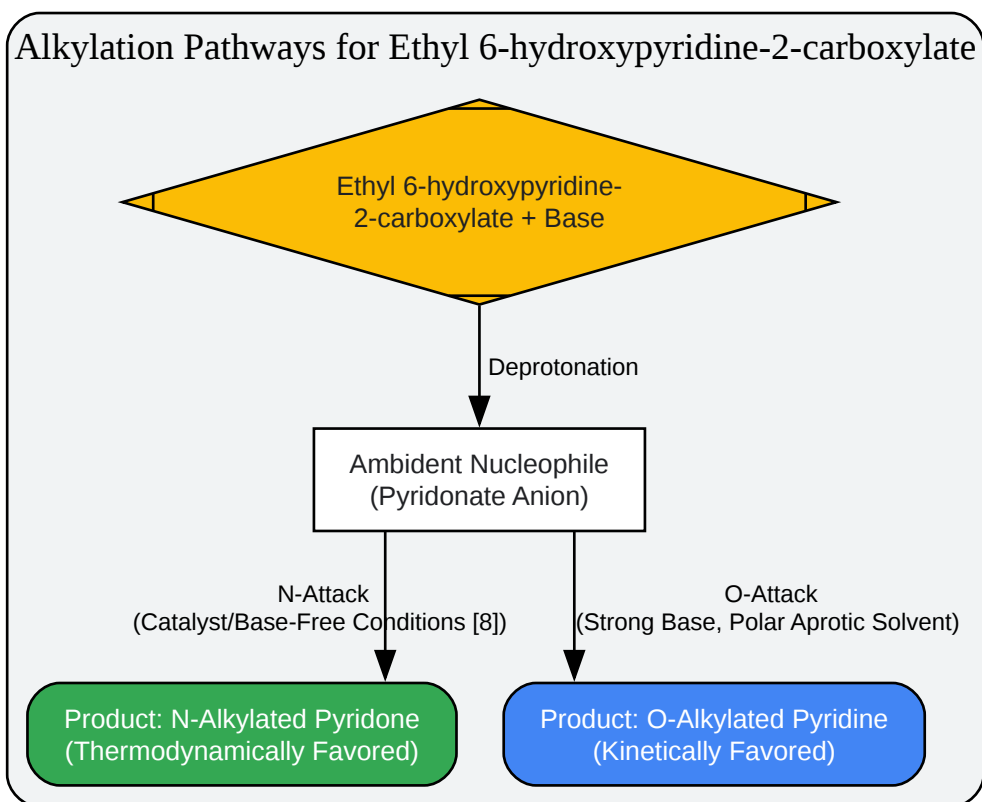 Alkylation Pathways for Ethyl 6-hydroxypyridine-2-carboxylate
Ethyl 6-hydroxypyridine-
2-carboxylate + Base
Deprotonation
Ambident Nucleophile
(Pyridonate Anion)
N-Attack
(Catalyst/Base-Free Conditions [8])
O-Attack
(Strong Base, Polar Aprotic Solvent)
Product: N-Alkylated Pyridone
(Thermodynamically Favored)
Product: O-Alkylated Pyridine
(Kinetically Favored)